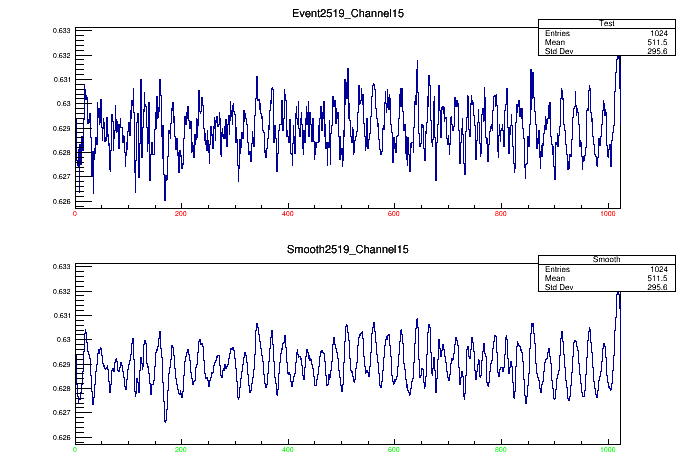 Event2519_Channel15
Test
Entries 1024
Mean 511.5
Std Dev 295.6
0.633
0.632
0.631
0.63
0.629
0.628
0.627
0.626
0 200 400 600 800 1000
Smooth2519_Channel15
Smooth
Entries 1024
Mean 511.5
Std Dev 295.6
0.633
0.632
0.631
0.63
0.629
0.628
0.627
0.626
0 200 400 600 800 1000